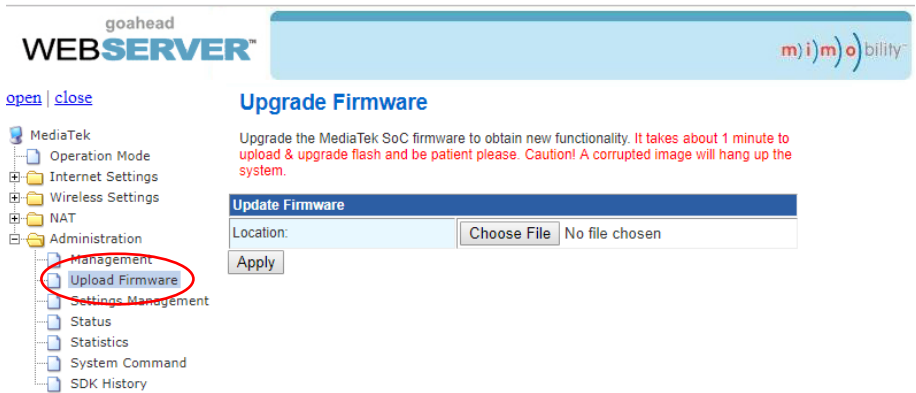 goahead
WEBSERVER™
m)i)m)o)bility™
open | close
MediaTek
Operation Mode
Internet Settings
Wireless Settings
NAT
Administration
Management
Upload Firmware
Settings Management
Status
Statistics
System Command
SDK History
Upgrade Firmware
Upgrade the MediaTek SoC firmware to obtain new functionality. It takes about 1 minute to
upload & upgrade flash and be patient please. Caution! A corrupted image will hang up the
system.
Update Firmware
Location: Choose File No file chosen
Apply